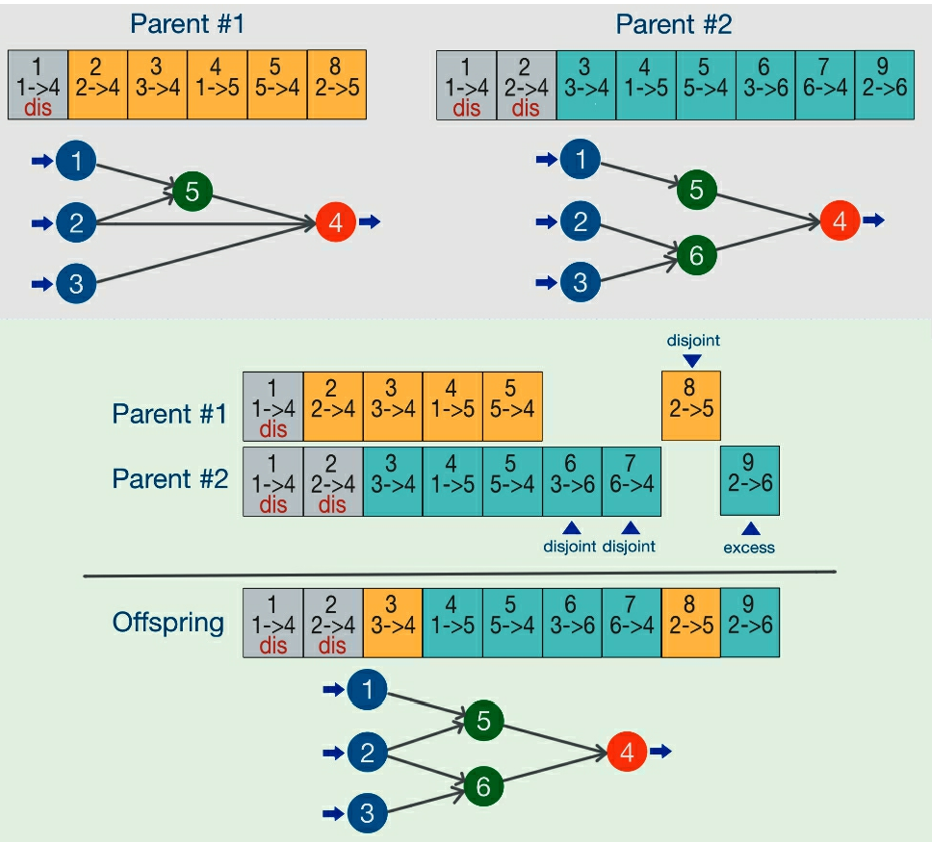 Parent #1
Parent #2
1 2 3 4 5 8
1->4 2->4 3->4 1->5 5->4 2->5
dis
1 2 3 4 5 6 7 9
1->4 2->4 3->4 1->5 5->4 3->6 6->4 2->6
dis dis
1
5
2
4
3
1
5
2
4
6
3
disjoint
Parent #1
1 2 3 4 5 8
1->4 2->4 3->4 1->5 5->4 2->5
dis
Parent #2
1 2 3 4 5 6 7 9
1->4 2->4 3->4 1->5 5->4 3->6 6->4 2->6
dis dis
disjoint disjoint excess
Offspring
1 2 3 4 5 6 7 8 9
1->4 2->4 3->4 1->5 5->4 3->6 6->4 2->5 2->6
dis dis
1
5
2
4
6
3